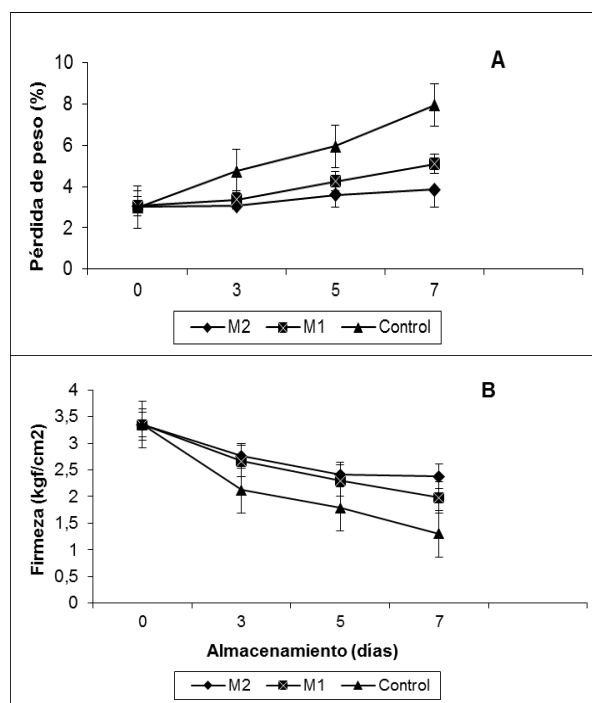 A
Pérdida de peso (%)
10
8
6
4
2
0
0 3 5 7
M2 M1 Control
B
Firmeza (kgf/cm2)
4
3,5
3
2,5
2
1,5
1
0,5
0
0 3 5 7
Almacenamiento (días)
M2 M1 Control